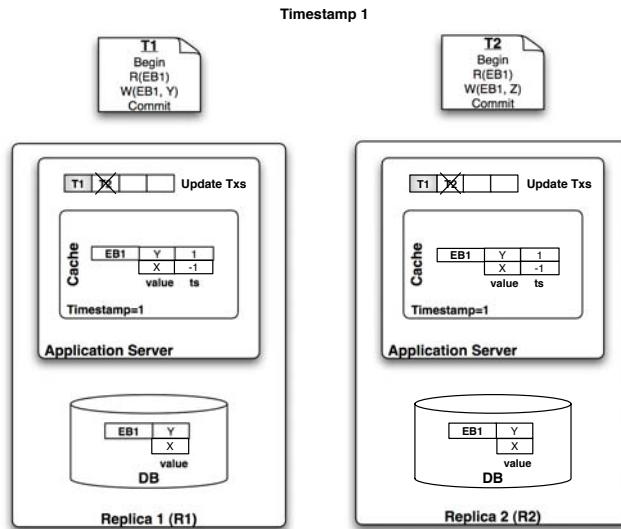 Timestamp 1
T1
Begin
R(EB1)
W(EB1, Y)
Commit
T2
Begin
R(EB1)
W(EB1, Z)
Commit
T1 T2 Update Txs
Cache
EB1 Y 1
X -1
value ts
Timestamp=1
Application Server
EB1 Y
X
value
DB
Replica 1 (R1)
T1 T2 Update Txs
Cache
EB1 Y 1
X -1
value ts
Timestamp=1
Application Server
EB1 Y
X
value
DB
Replica 2 (R2)